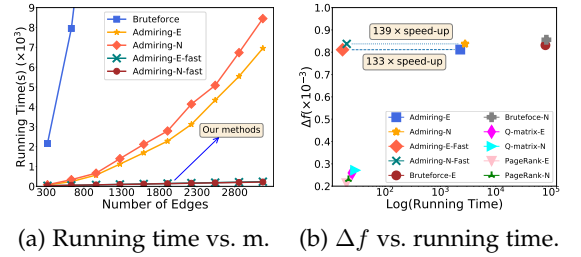 Running Time(s) (×10³)
9
8
7
6
5
4
3
2
1
0
Bruteforce
Admiring-E
Admiring-N
Admiring-E-fast
Admiring-N-fast
Our methods
300 800 1300 1800 2300 2800
Number of Edges
(a) Running time vs. m.
Δf(×10⁻³)
1.0
0.9
0.8
0.7
0.6
0.5
0.4
0.3
0.2
139 × speed-up
133 × speed-up
Admiring-E
Admiring-N
Admiring-E-Fast
Admiring-N-Fast
Bruteforce-E
Brutefoce-N
Q-matrix-E
Q-matrix-N
PageRank-E
PageRank-N
10² 10³ 10⁴ 10⁵
Log(Running Time)
(b) Δf vs. running time.